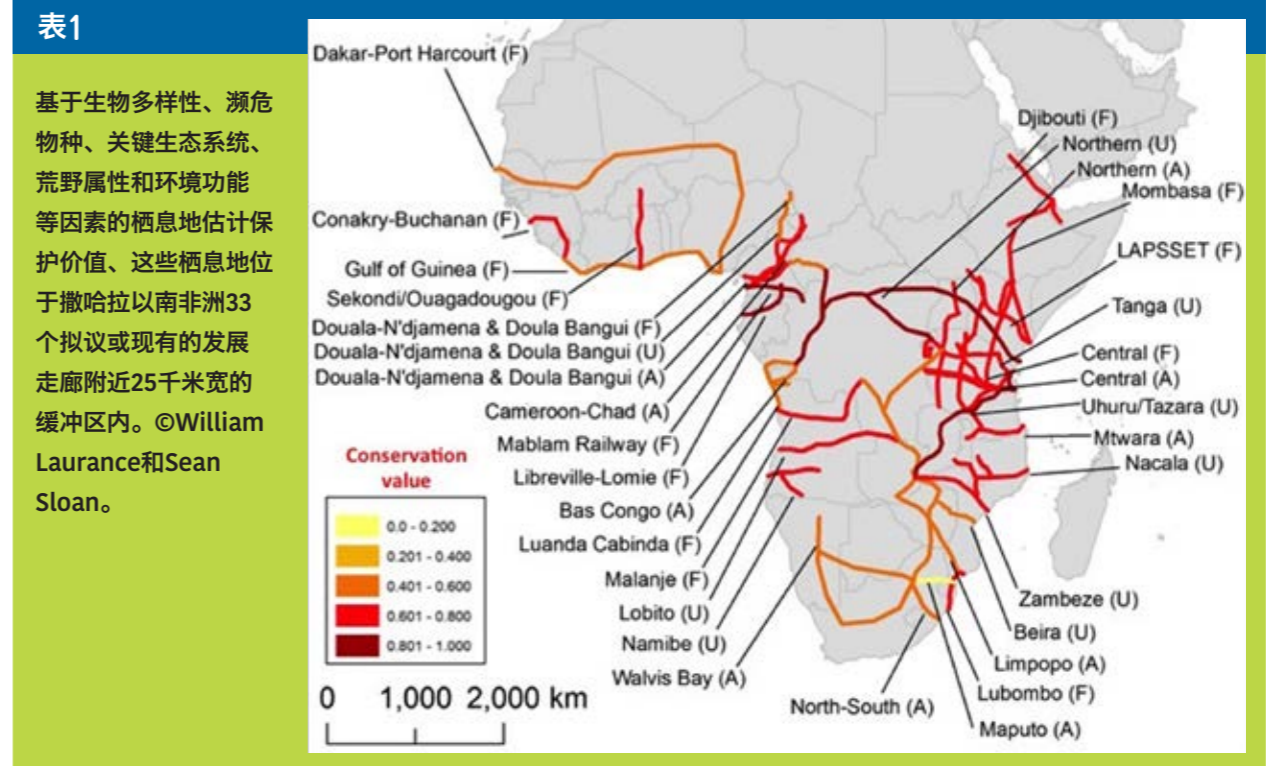 表1
基于生物多样性、濒危
物种、关键生态系统、
荒野属性和环境功能
等因素的栖息地估计保
护价值、这些栖息地位
于撒哈拉以南非洲33
个拟议或现有的发展
走廊附近25千米宽的
缓冲区内。©William
Laurance和Sean
Sloan。
Dakar-Port Harcourt (F)
Conakry-Buchanan (F)
Gulf of Guinea (F)
Sekondi/Ouagadougou (F)
Douala-N'djamena & Doula Bangui (F)
Douala-N'djamena & Doula Bangui (U)
Douala-N'djamena & Doula Bangui (A)
Cameroon-Chad (A)
Mablam Railway (F)
Libreville-Lomie (F)
Bas Congo (A)
Luanda Cabinda (F)
Malanje (F)
Lobito (U)
Namibe (U)
Walvis Bay (A)
North-South (A)
Djibouti (F)
Northern (U)
Northern (A)
Mombasa (F)
LAPSSET (F)
Tanga (U)
Central (F)
Central (A)
Uhuru/Tazara (U)
Mtwara (A)
Nacala (U)
Zambeze (U)
Beira (U)
Limpopo (A)
Lubombo (F)
Maputo (A)
Conservation
value
0.0 - 0.200
0.201 - 0.400
0.401 - 0.600
0.601 - 0.800
0.801 - 1.000
0 1,000 2,000 km